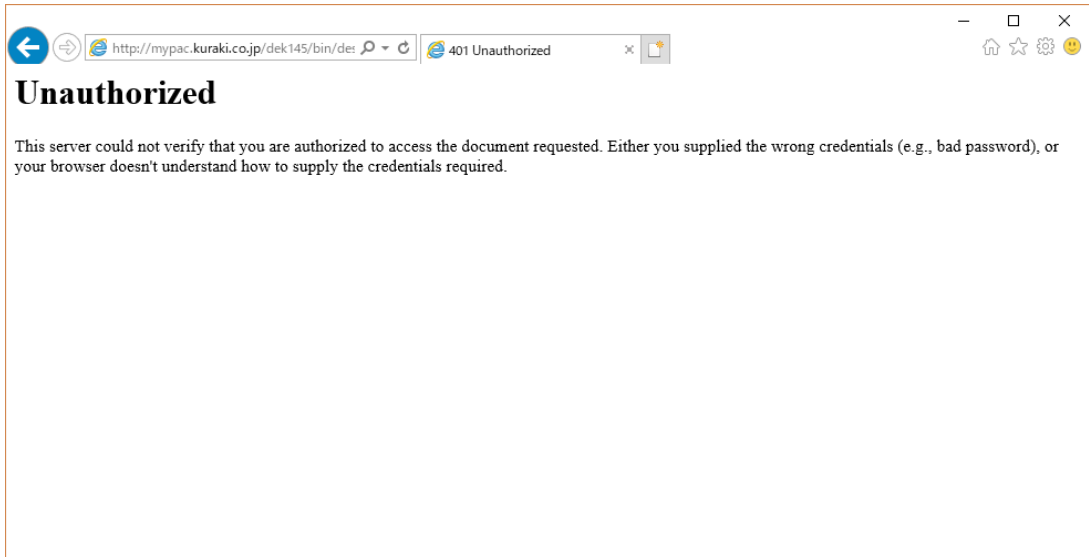 http://mypac.kuraki.co.jp/dek145/bin/des
401 Unauthorized
Unauthorized
This server could not verify that you are authorized to access the document requested. Either you supplied the wrong credentials (e.g., bad password), or
your browser doesn't understand how to supply the credentials required.